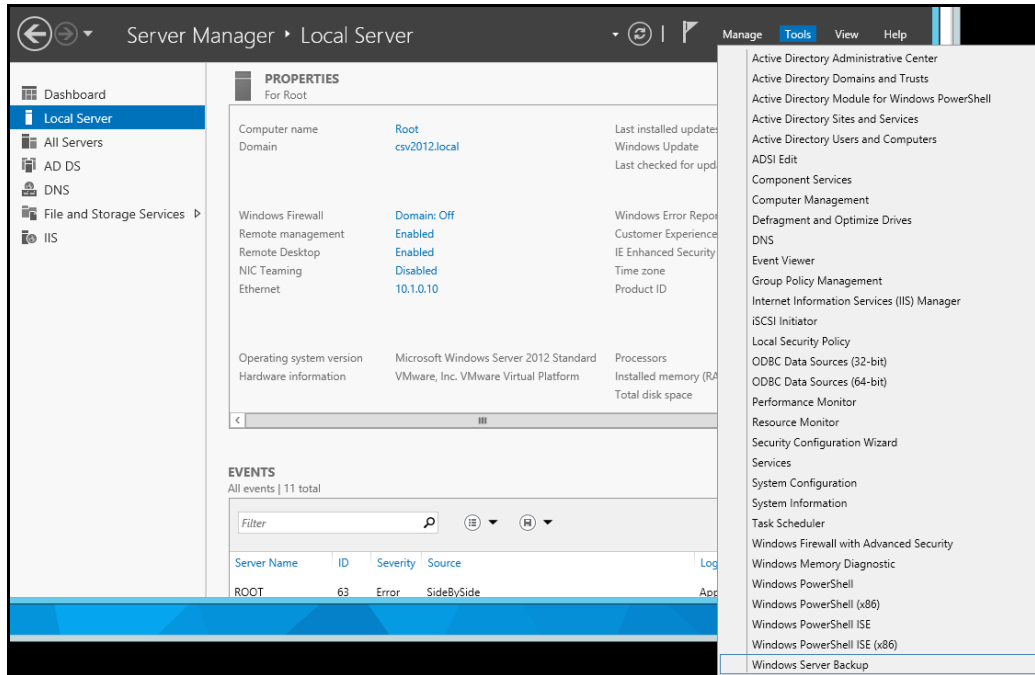 Server Manager ‣ Local Server
Manage Tools View Help
Dashboard
Local Server
All Servers
AD DS
DNS
File and Storage Services
IIS
PROPERTIES
For Root
Computer name Root Last installed updates
Domain csv2012.local Windows Update
Last checked for upd
Windows Firewall Domain: Off Windows Error Repor
Remote management Enabled Customer Experience
Remote Desktop Enabled IE Enhanced Security
NIC Teaming Disabled Time zone
Ethernet 10.1.0.10 Product ID
Operating system version Microsoft Windows Server 2012 Standard Processors
Hardware information VMware, Inc. VMware Virtual Platform Installed memory (RA
Total disk space
EVENTS
All events | 11 total
Filter
Server Name ID Severity Source Log
ROOT 63 Error SideBySide App
Active Directory Administrative Center
Active Directory Domains and Trusts
Active Directory Module for Windows PowerShell
Active Directory Sites and Services
Active Directory Users and Computers
ADSI Edit
Component Services
Computer Management
Defragment and Optimize Drives
DNS
Event Viewer
Group Policy Management
Internet Information Services (IIS) Manager
iSCSI Initiator
Local Security Policy
ODBC Data Sources (32-bit)
ODBC Data Sources (64-bit)
Performance Monitor
Resource Monitor
Security Configuration Wizard
Services
System Configuration
System Information
Task Scheduler
Windows Firewall with Advanced Security
Windows Memory Diagnostic
Windows PowerShell
Windows PowerShell (x86)
Windows PowerShell ISE
Windows PowerShell ISE (x86)
Windows Server Backup